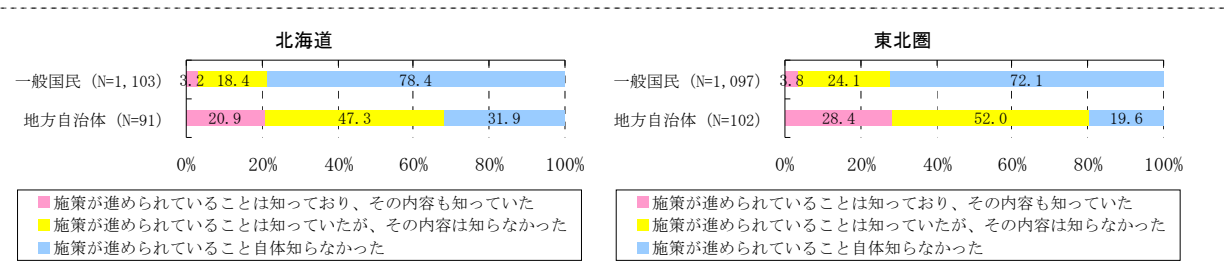 北海道
一般国民 (N=1,103) 3.2 18.4 78.4
地方自治体 (N=91) 20.9 47.3 31.9
0% 20% 40% 60% 80% 100%
施策が進められていることは知っており、その内容も知っていた
施策が進められていることは知っていたが、その内容は知らなかった
施策が進められていること自体知らなかった
東北圏
一般国民 (N=1,097) 3.8 24.1 72.1
地方自治体 (N=102) 28.4 52.0 19.6
0% 20% 40% 60% 80% 100%
施策が進められていることは知っており、その内容も知っていた
施策が進められていることは知っていたが、その内容は知らなかった
施策が進められていること自体知らなかった